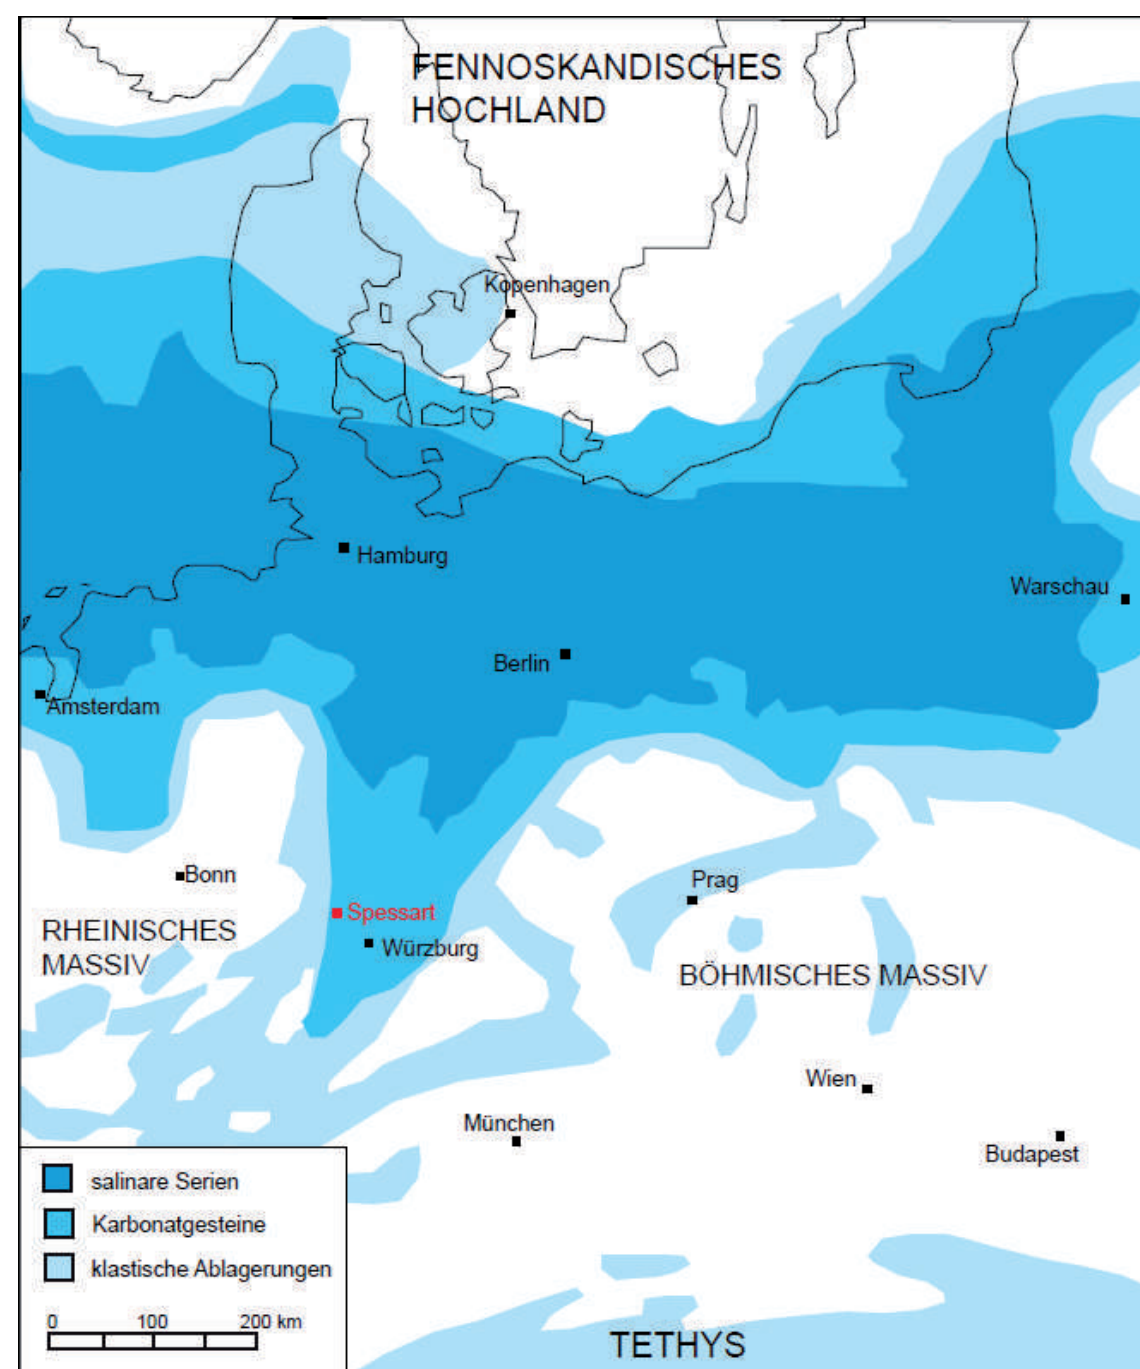 FENNOSKANDISCHES
HOCHLAND
Kopenhagen
Hamburg
Warschau
Berlin
Amsterdam
Bonn
Prag
Spessart
RHEINISCHES
MASSIV
Würzburg
BÖHMISCHES MASSIV
Wien
München
Budapest
salinare Serien
Karbonatgesteine
klastische Ablagerungen
0 100 200 km
TETHYS